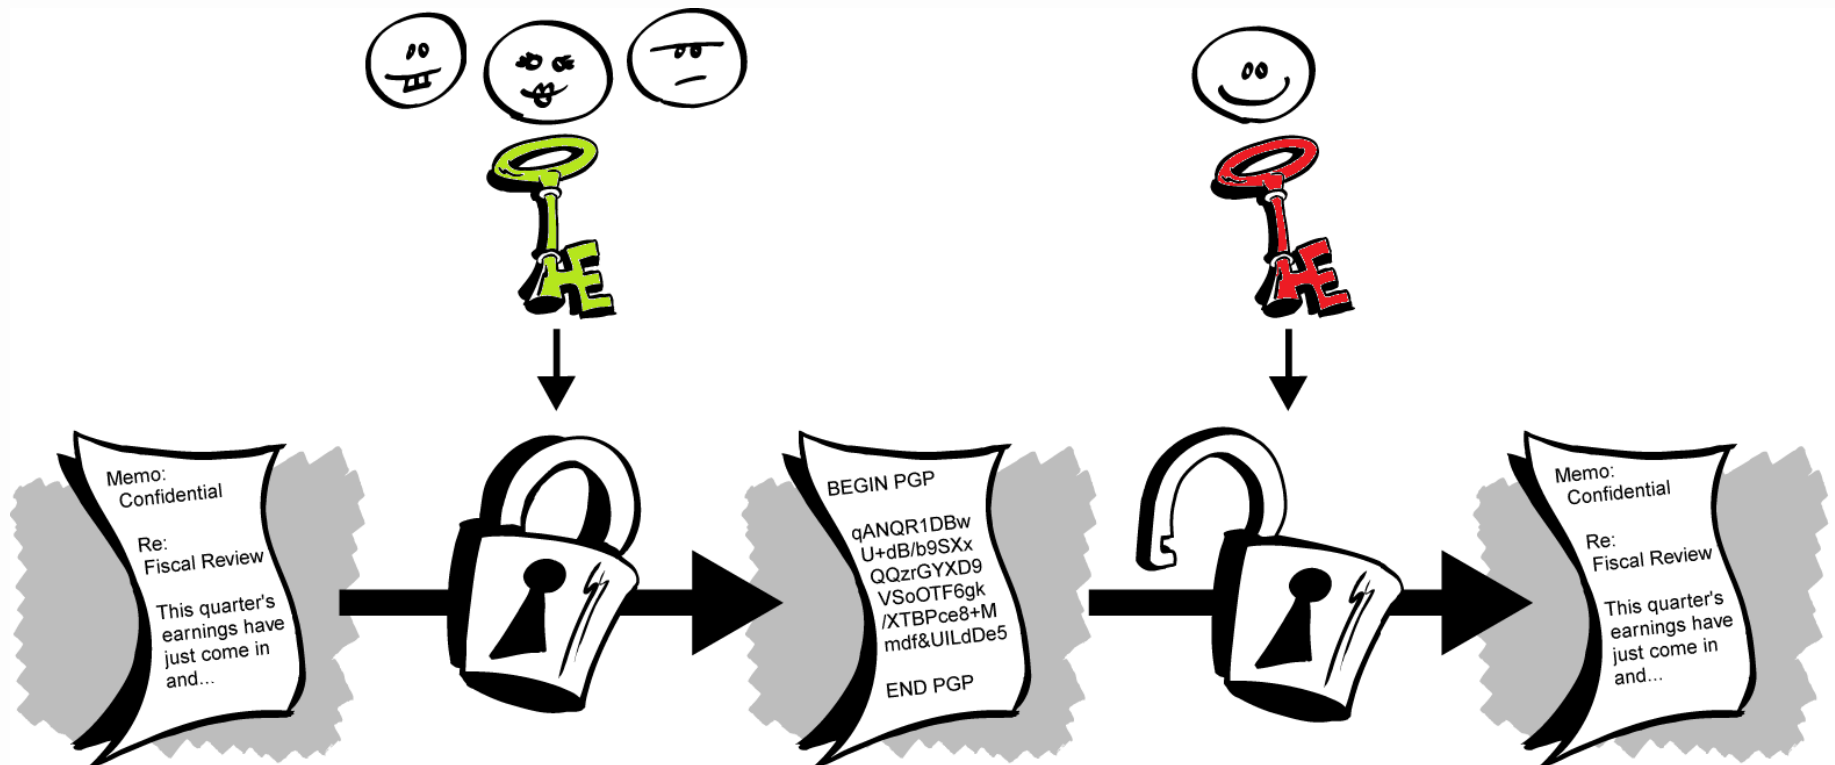 Memo:
Confidential
Re:
Fiscal Review
This quarter's
earnings have
just come in
and...
BEGIN PGP
qANQR1DBw
U+dB/b9SXx
QQzrGYXD9
VSoOTF6gk
/XTBPce8+M
mdf&UILdDe5
END PGP
Memo:
Confidential
Re:
Fiscal Review
This quarter's
earnings have
just come in
and...